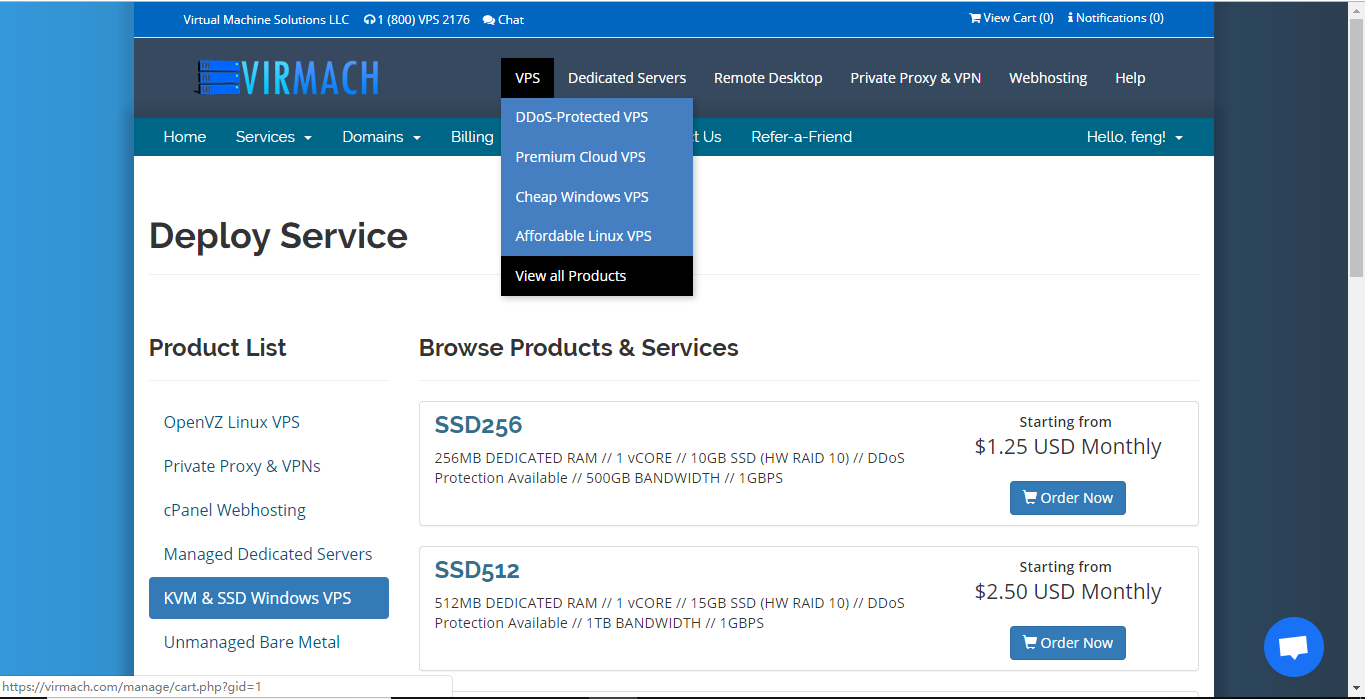 Virtual Machine Solutions LLC 1 (800) VPS 2176 Chat View Cart (0) Notifications (0)
VIRMACH VPS Dedicated Servers Remote Desktop Private Proxy & VPN Webhosting Help
DDoS-Protected VPS
Home Services Domains Billing t Us Refer-a-Friend Hello, feng!
Premium Cloud VPS
Cheap Windows VPS
Affordable Linux VPS
View all Products
Deploy Service
Product List
OpenVZ Linux VPS
Private Proxy & VPNs
cPanel Webhosting
Managed Dedicated Servers
KVM & SSD Windows VPS
Unmanaged Bare Metal
Browse Products & Services
SSD256
256MB DEDICATED RAM // 1 vCORE // 10GB SSD (HW RAID 10) // DDoS
Protection Available // 500GB BANDWIDTH // 1GBPS
Starting from
$1.25 USD Monthly
Order Now
SSD512
512MB DEDICATED RAM // 1 vCORE // 15GB SSD (HW RAID 10) // DDoS
Protection Available // 1TB BANDWIDTH // 1GBPS
Starting from
$2.50 USD Monthly
Order Now
https://virmach.com/manage/cart.php?gid=1